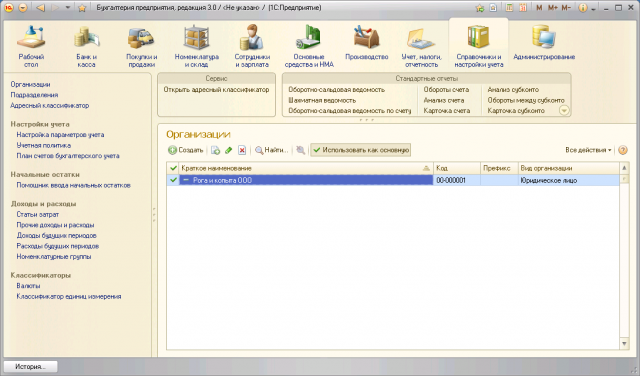 Бухгалтерия предприятия, редакция 3.0 / <Не указан> / (1С:Предприятие)
M M+ M-
Рабочий стол
Банк и касса
Покупки и продажи
Номенклатура и склад
Сотрудники и зарплата
Основные средства и НМА
Производство
Учет, налоги, отчетность
Справочники и настройки учета
Администрирование
Организации
Подразделения
Адресный классификатор
Настройки учета
Настройка параметров учета
Учетная политика
План счетов бухгалтерского учета
Начальные остатки
Помощник ввода начальных остатков
Доходы и расходы
Статьи затрат
Прочие доходы и расходы
Доходы будущих периодов
Расходы будущих периодов
Номенклатурные группы
Классификаторы
Валюты
Классификатор единиц измерения
Сервис
Открыть адресный классификатор
Стандартные отчеты
Оборотно-сальдовая ведомость
Обороты счета
Анализ субконто
Шахматная ведомость
Анализ счета
Обороты между субконто
Оборотно-сальдовая ведомость по счету
Карточка счета
Карточка субконто
Организации
Создать
Найти...
Использовать как основную
Все действия
Краткое наименование
Код
Префикс
Вид организации
Рога и копыта ООО
00-000001
Юридическое лицо
История...